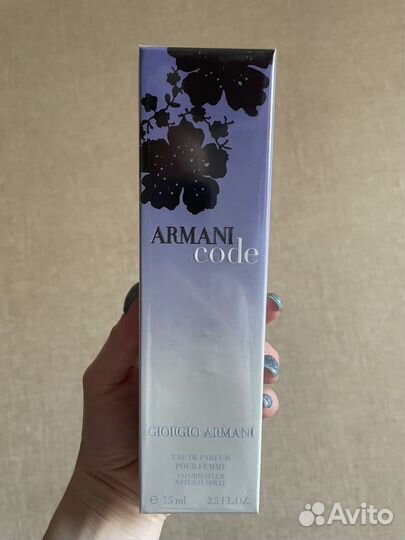 ARMANI
code
GIORGIO ARMANI
EAU DE PARFUM
POUR FEMME
VAPORISATEUR
NATURAL SPRAY
℮ 75 ml 2.5 FL.OZ.
Avito